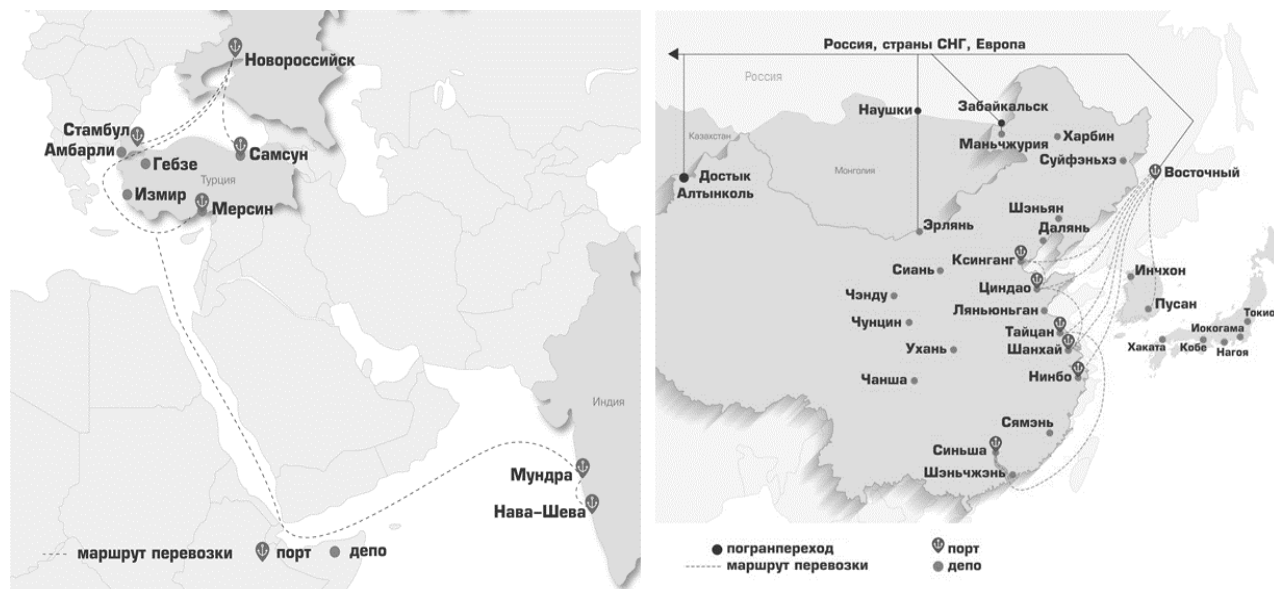 Новороссийск
Стамбул
Амбарли
Гебзе
Самсун
Турция
Измир
Мерсин
Индия
Мундра
Нава-Шева
маршрут перевозки
порт
депо
Россия, страны СНГ, Европа
Россия
Наушки
Забайкальск
Казахстан
Маньчжурия
Харбин
Суйфэньхэ
Монголия
Достык
Алтынколь
Восточный
Шэньян
Эрлянь
Далянь
Ксинганг
Сиань
Инчхон
Циндао
Чэнду
Ляньюньган
Пусан
Токио
Чунцин
Тайцан
Иокогама
Ухань
Шанхай
Хаката
Кобе
Нагоя
Чанша
Нинбо
Сямэнь
Синьша
Шэньчжэнь
погранпереход
маршрут перевозки
порт
депо